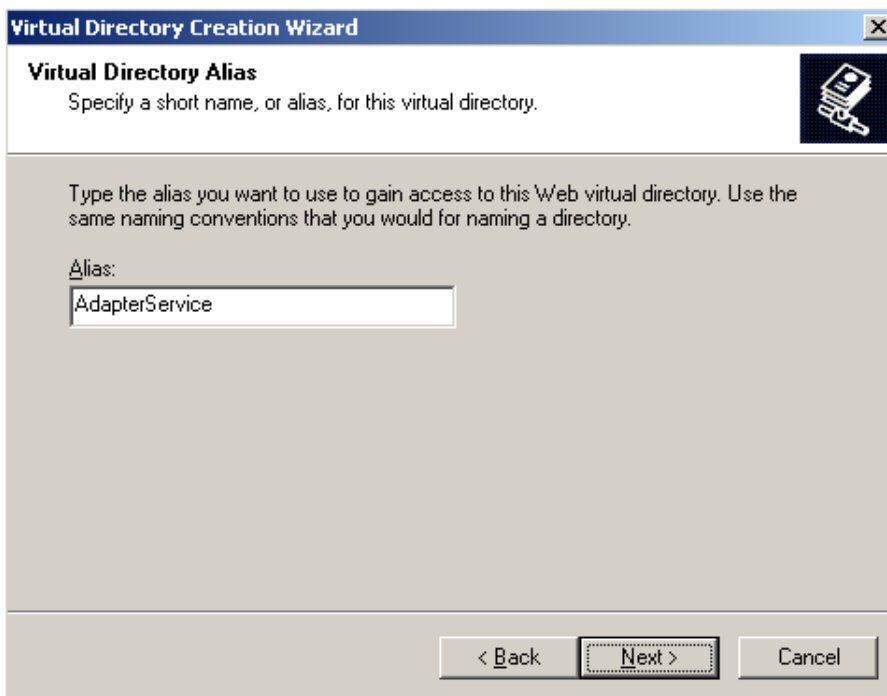 Virtual Directory Creation Wizard
Virtual Directory Alias
Specify a short name, or alias, for this virtual directory.
Type the alias you want to use to gain access to this Web virtual directory. Use the
same naming conventions that you would for naming a directory.
Alias:
AdapterService
< Back Next > Cancel